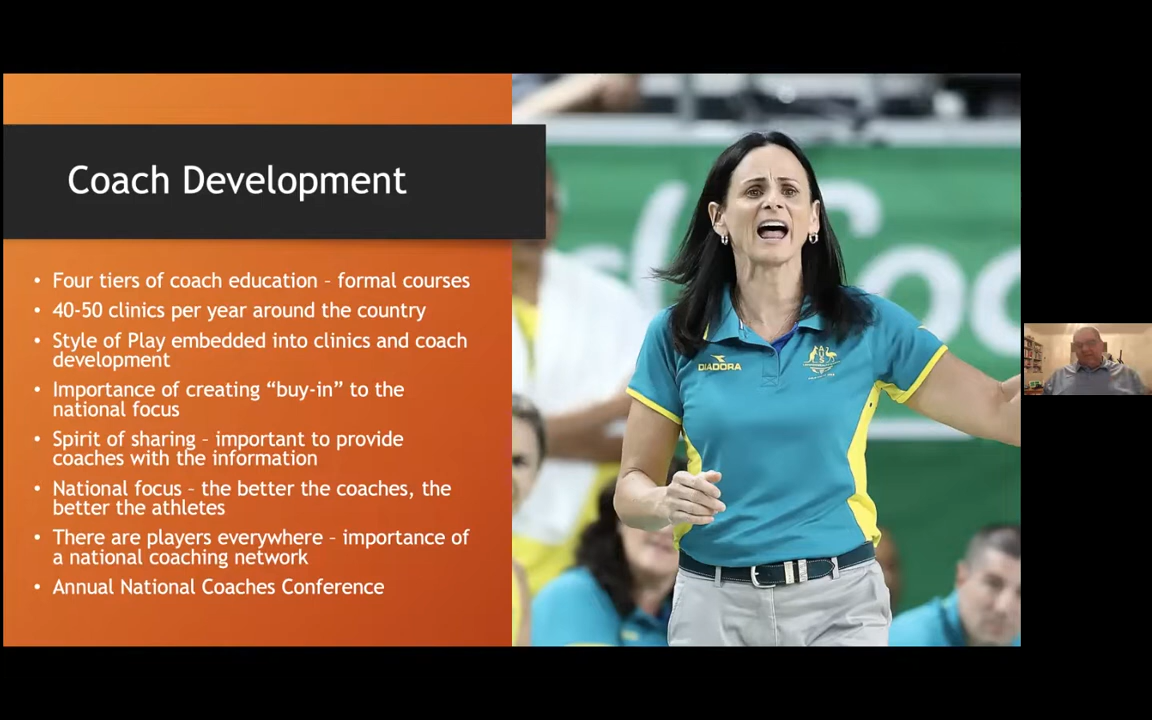 Coach Development
• Four tiers of coach education – formal courses
• 40-50 clinics per year around the country
• Style of Play embedded into clinics and coach
development
• Importance of creating “buy-in” to the
national focus
• Spirit of sharing – important to provide
coaches with the information
• National focus – the better the coaches, the
better the athletes
• There are players everywhere – importance of
a national coaching network
• Annual National Coaches Conference
DIADORA